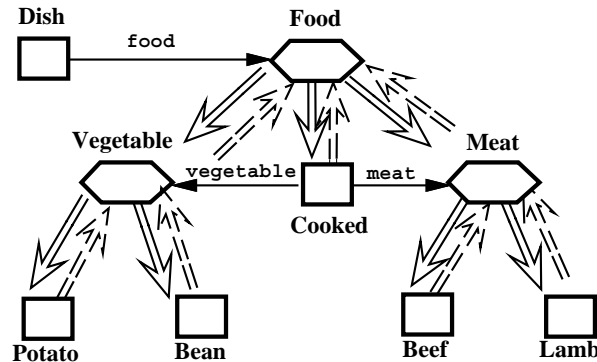 Dish
Food
food
Vegetable
Meat
vegetable
meat
Cooked
Potato
Bean
Beef
Lamb